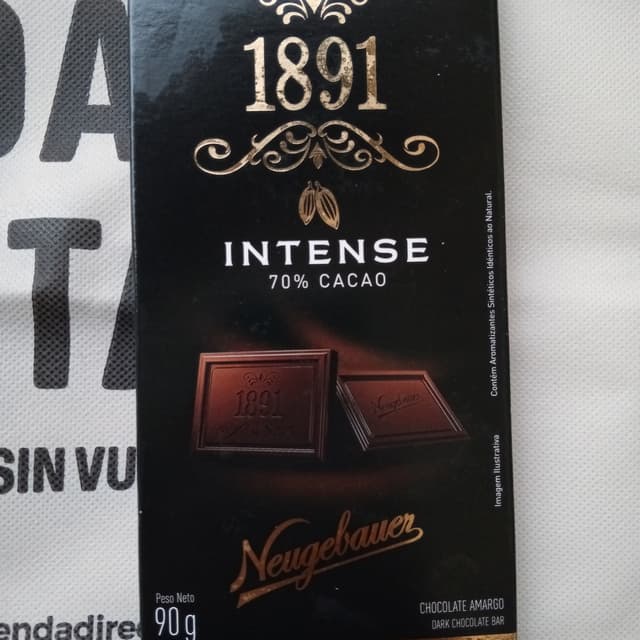 1891
INTENSE
70% CACAO
Contém Aromatizantes Sintéticos Idênticos ao Natural.
1891
Neugebauer
Imagem Ilustrativa
Neugebauer
Peso Neto
90g
CHOCOLATE AMARGO
DARK CHOCOLATE BAR
DA
TA
SIN VU
endadire